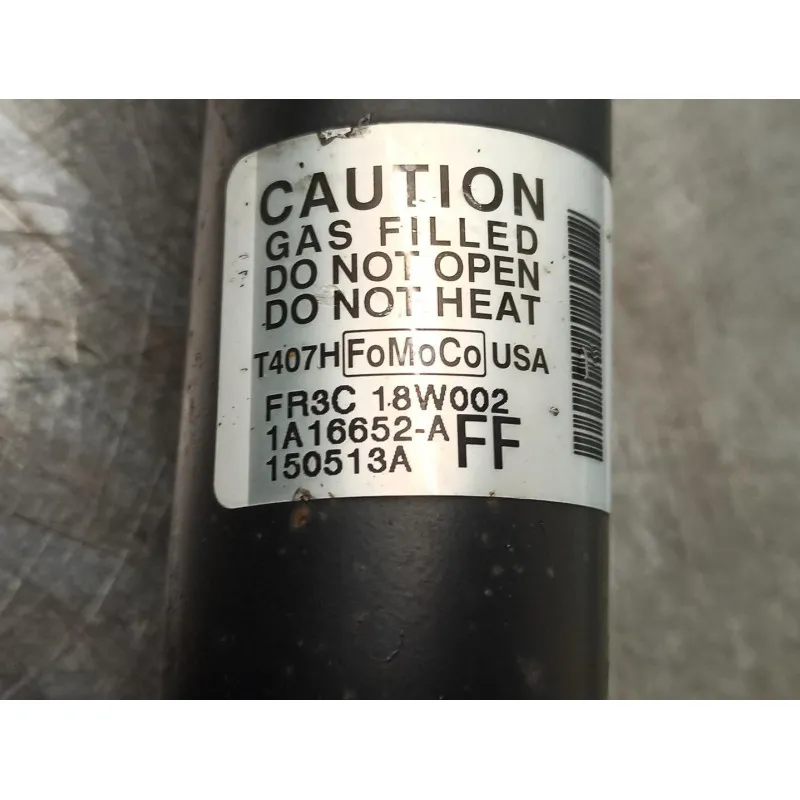 CAUTION
GAS FILLED
DO NOT OPEN
DO NOT HEAT
T407H FoMoCo USA
FR3C 18W002
1A16652-A FF
150513A